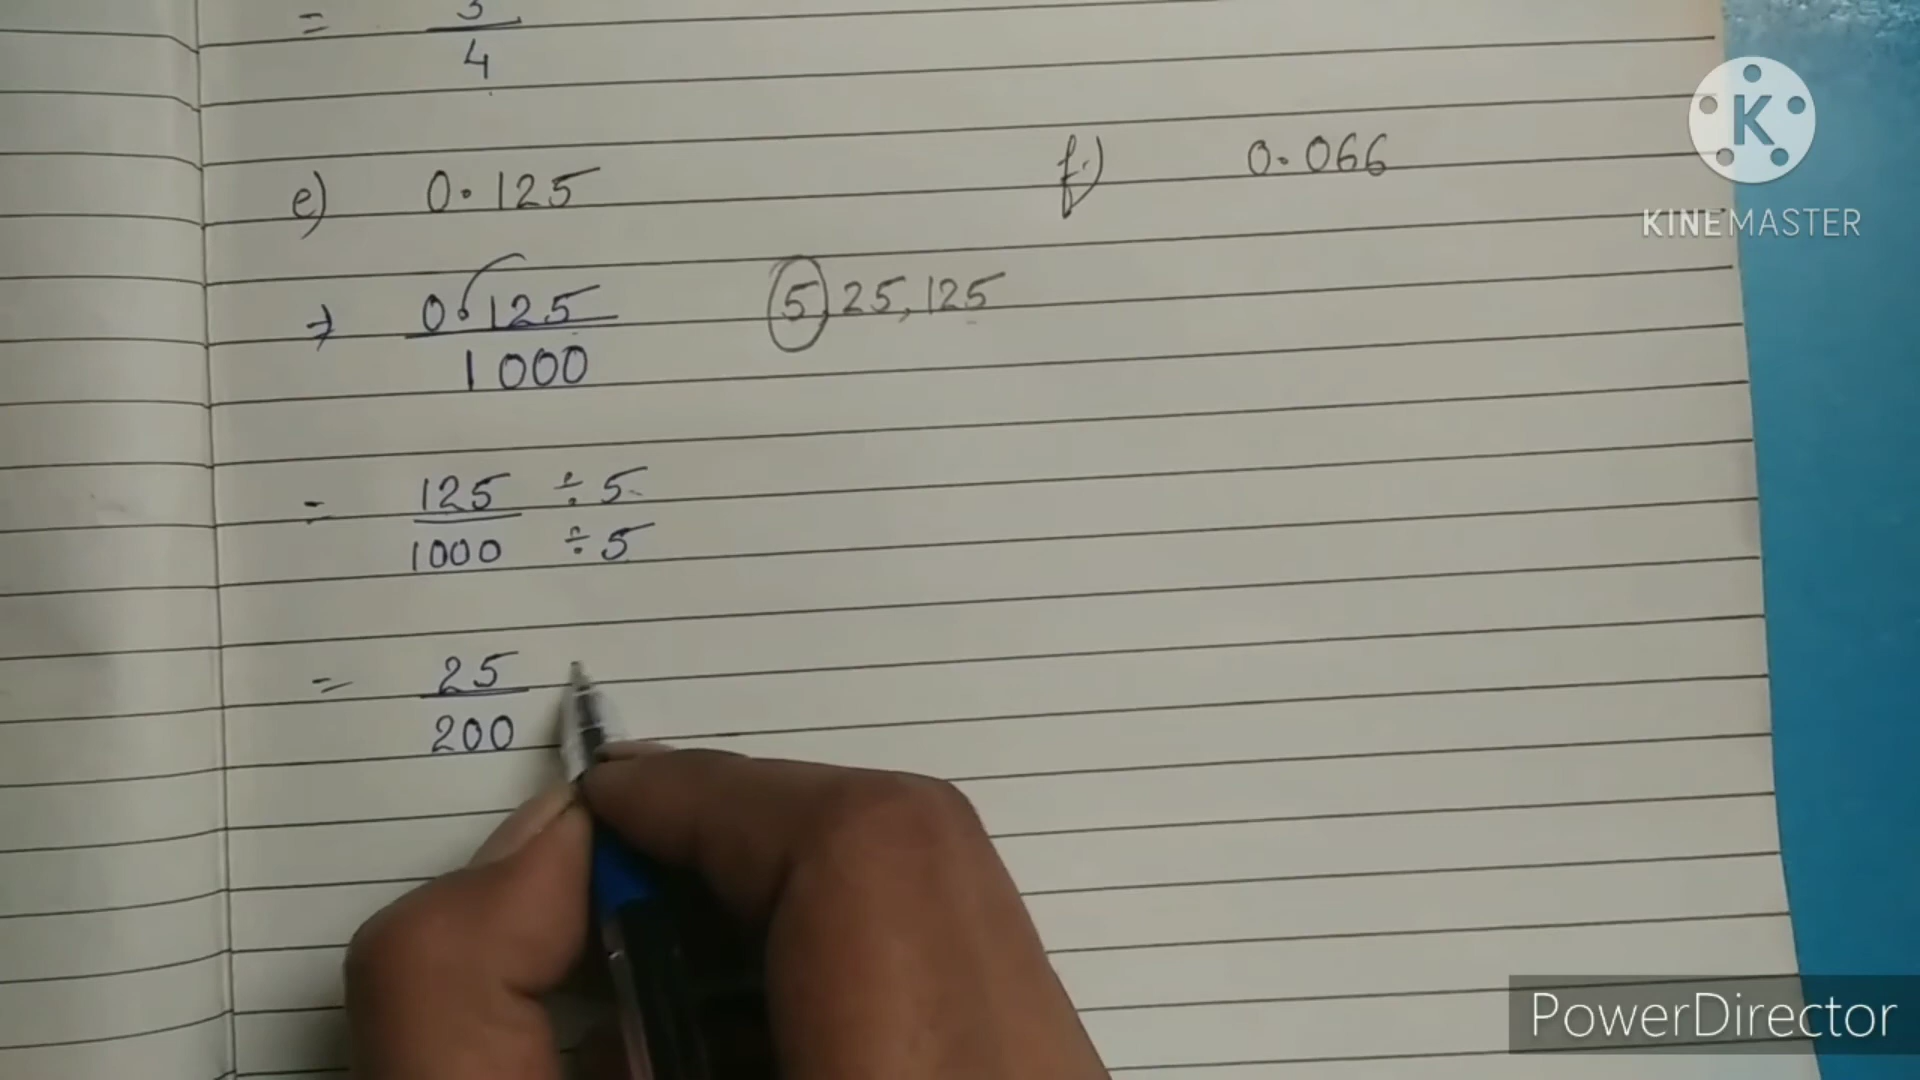 = 3/4
e) 0.125
f.) 0.066
→ 0.125/1000
5, 25, 125
= 125/1000 ÷5/÷5
= 25/200
K
KINEMASTER
PowerDirector